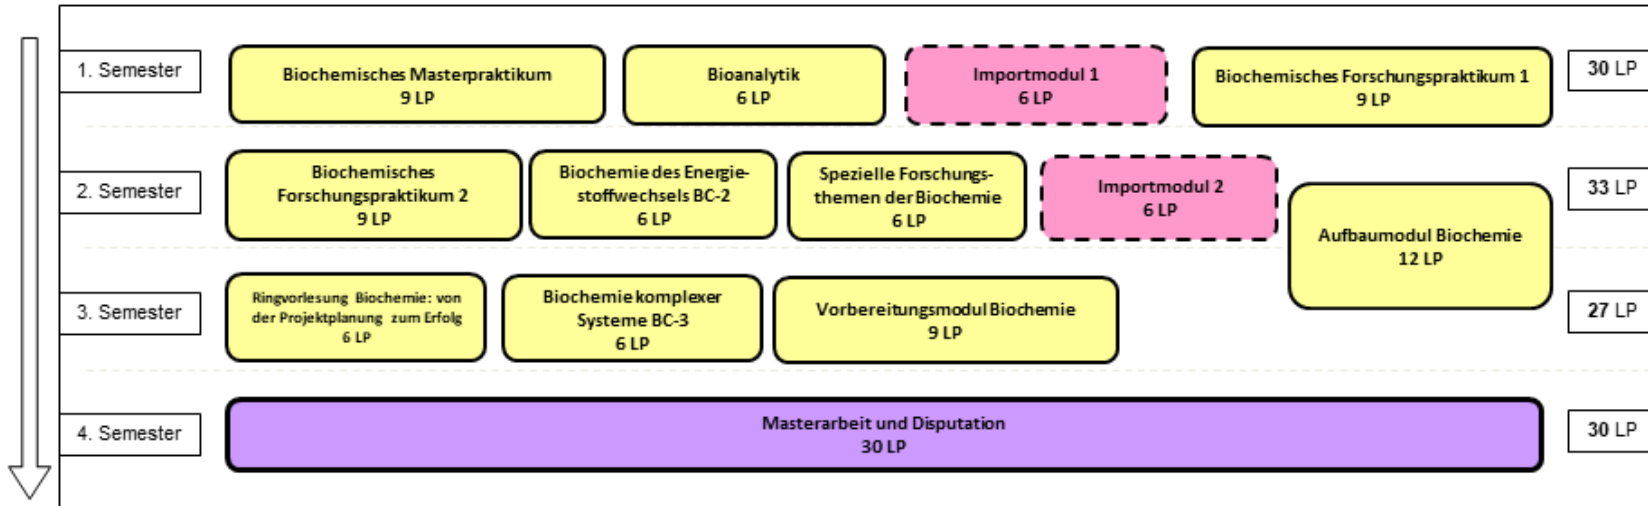 1. Semester
Biochemisches Masterpraktikum
9 LP
Bioanalytik
6 LP
Importmodul 1
6 LP
Biochemisches Forschungspraktikum 1
9 LP
30 LP
2. Semester
Biochemisches
Forschungspraktikum 2
9 LP
Biochemie des Energie-
stoffwechsels BC-2
6 LP
Spezielle Forschungs-
themen der Biochemie
6 LP
Importmodul 2
6 LP
Aufbaumodul Biochemie
12 LP
33 LP
3. Semester
Ringvorlesung Biochemie: von
der Projektplanung zum Erfolg
6 LP
Biochemie komplexer
Systeme BC-3
6 LP
Vorbereitungsmodul Biochemie
9 LP
27 LP
4. Semester
Masterarbeit und Disputation
30 LP
30 LP